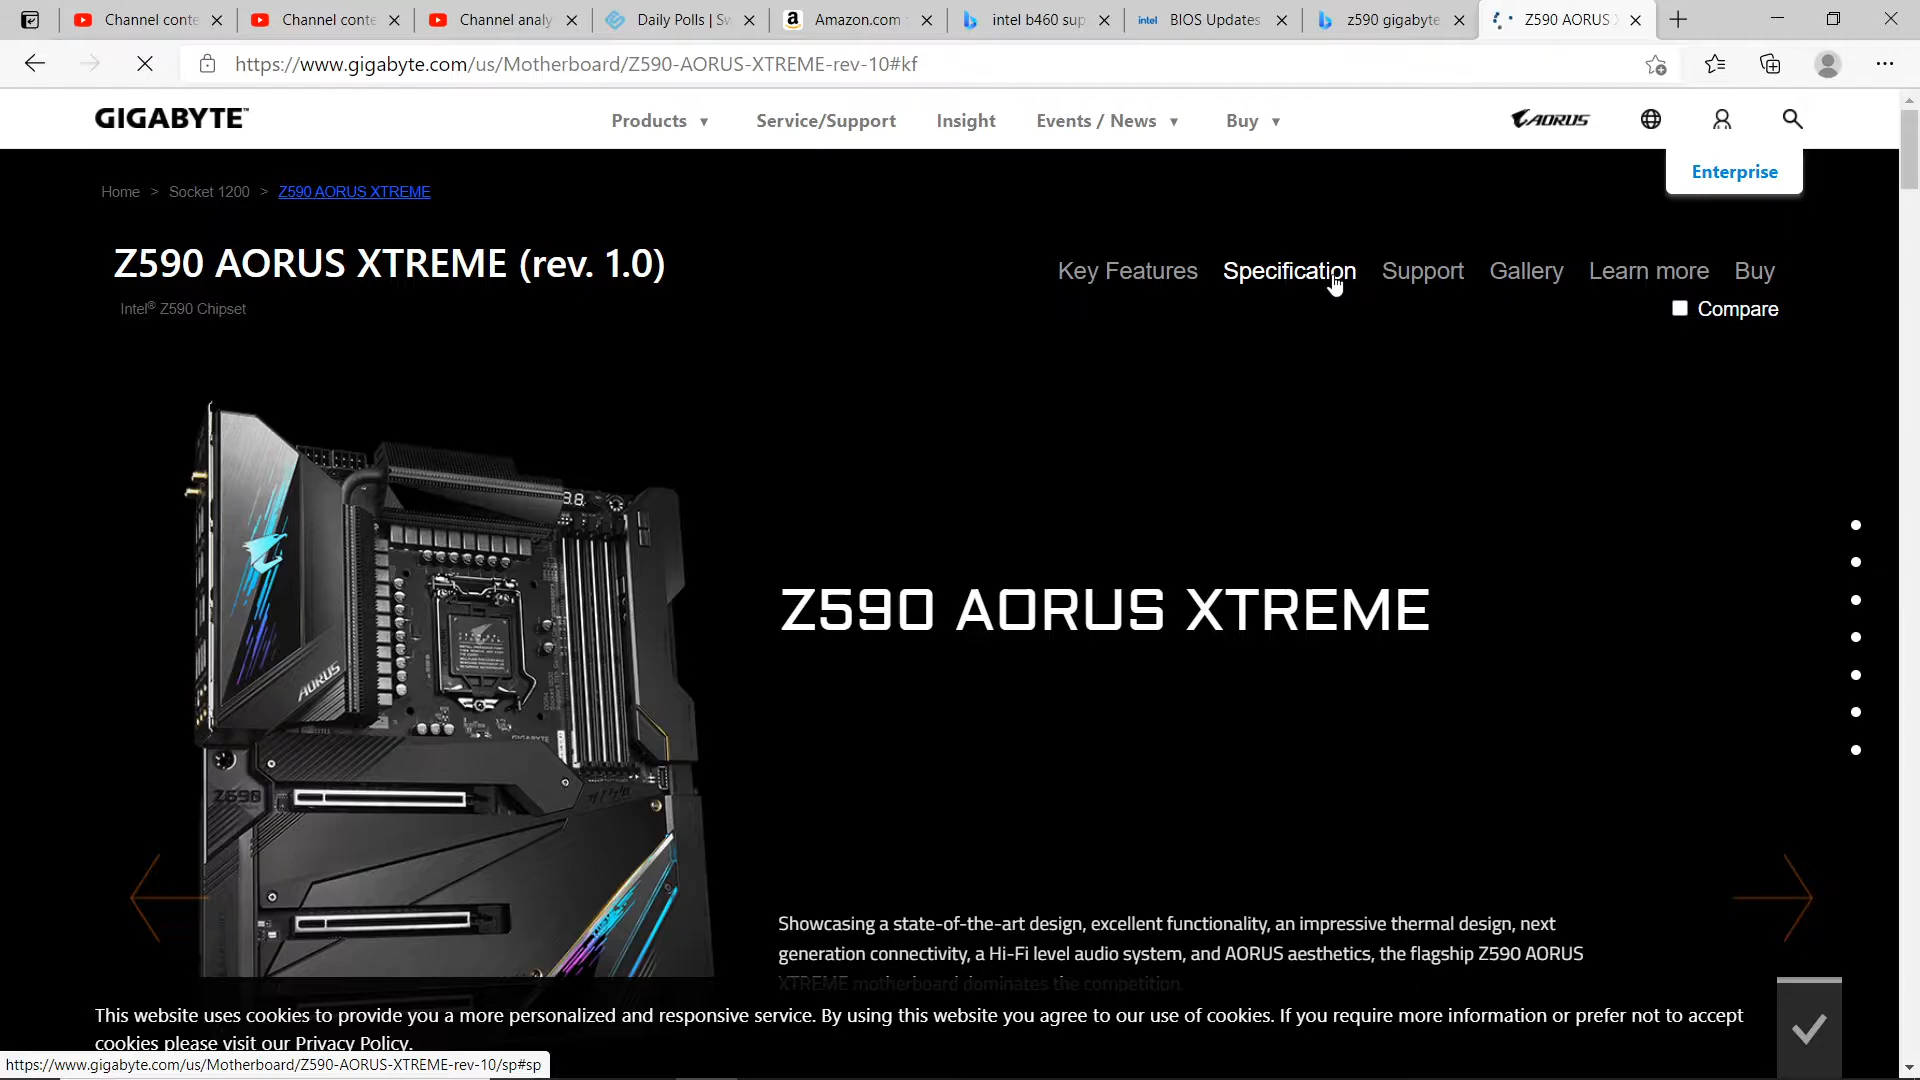 Channel conte
Channel conte
Channel analy
Daily Polls | Sw
Amazon.com
intel b460 sup
intel
BIOS Updates
z590 gigabyte
Z590 AORUS
https://www.gigabyte.com/us/Motherboard/Z590-AORUS-XTREME-rev-10#kf
GIGABYTE™
Products ▼
Service/Support
Insight
Events / News ▼
Buy ▼
AORUS
Enterprise
Home > Socket 1200 > Z590 AORUS XTREME
Z590 AORUS XTREME (rev. 1.0)
Intel® Z590 Chipset
Key Features
Specification
Support
Gallery
Learn more
Buy
Compare
8.8.
AORUS
GIGABYTE
Z590
Z590 AORUS XTREME
Showcasing a state-of-the-art design, excellent functionality, an impressive thermal design, next
generation connectivity, a Hi-Fi level audio system, and AORUS aesthetics, the flagship Z590 AORUS
XTREME motherboard dominates the competition.
This website uses cookies to provide you a more personalized and responsive service. By using this website you agree to our use of cookies. If you require more information or prefer not to accept
cookies please visit our Privacy Policy.
https://www.gigabyte.com/us/Motherboard/Z590-AORUS-XTREME-rev-10/sp#sp